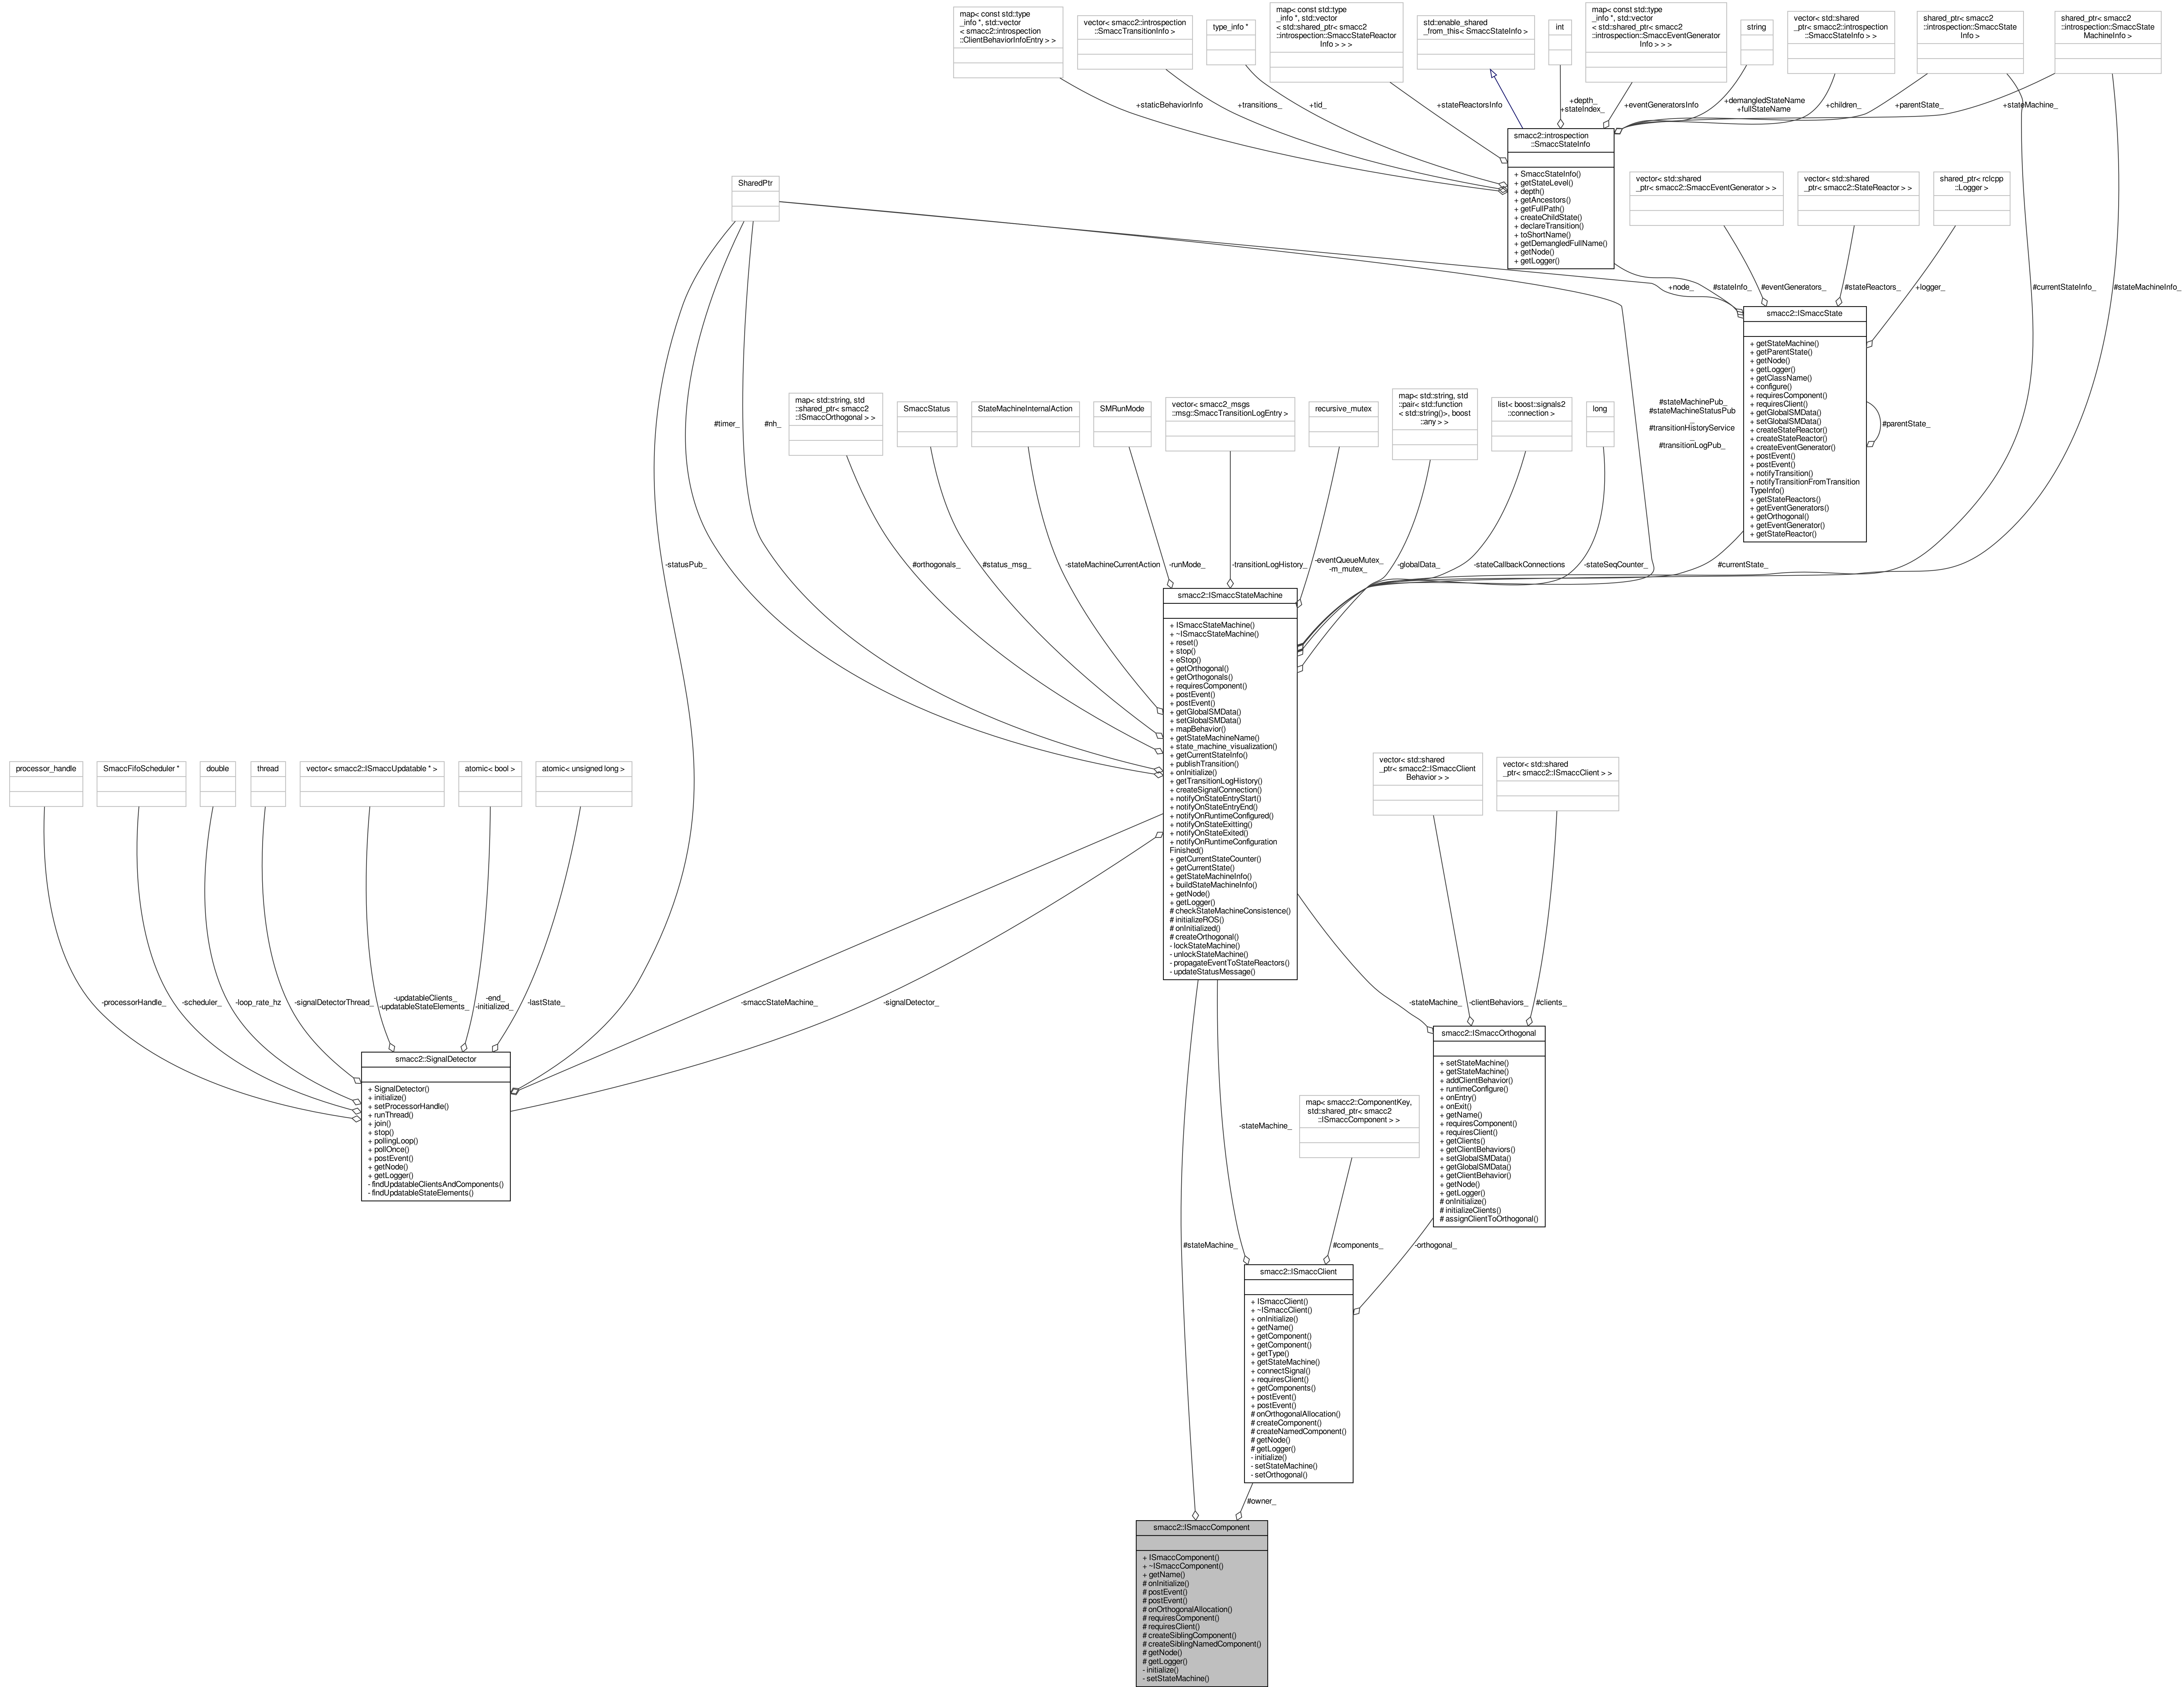 map< const std::type
_info *, std::vector
< smacc2::introspection
::ClientBehaviorInfoEntry > >
vector< smacc2::introspection
::SmaccTransitionInfo >
type_info *
map< const std::type
_info *, std::vector
< std::shared_ptr< smacc2
::introspection::SmaccStateReactor
Info > > >
std::enable_shared
_from_this< SmaccStateInfo >
int
map< const std::type
_info *, std::vector
< std::shared_ptr< smacc2
::introspection::SmaccEventGenerator
Info > > >
string
vector< std::shared
_ptr< smacc2::introspection
::SmaccStateInfo > >
shared_ptr< smacc2
::introspection::SmaccState
Info >
shared_ptr< smacc2
::introspection::SmaccState
MachineInfo >
+staticBehaviorInfo
+transitions_
+tid_
+stateReactorsInfo
+depth_
+stateIndex_
+eventGeneratorsInfo
+demangledStateName
+fullStateName
+children_
+parentState_
+stateMachine_
smacc2::introspection
::SmaccStateInfo
+ SmaccStateInfo()
+ getStateLevel()
+ depth()
+ getAncestors()
+ getFullPath()
+ createChildState()
+ declareTransition()
+ toShortName()
+ getDemangledFullName()
+ getNode()
+ getLogger()
SharedPtr
vector< std::shared
_ptr< smacc2::SmaccEventGenerator > >
vector< std::shared
_ptr< smacc2::StateReactor > >
shared_ptr< rclcpp
::Logger >
+node_
#stateInfo_
#eventGenerators_
#stateReactors_
+logger_
#currentStateInfo_
#stateMachineInfo_
smacc2::ISmaccState
+ getStateMachine()
+ getParentState()
+ getNode()
+ getLogger()
+ getClassName()
+ configure()
+ requiresComponent()
+ requiresClient()
+ getGlobalSMData()
+ setGlobalSMData()
+ createStateReactor()
+ createStateReactor()
+ createEventGenerator()
+ postEvent()
+ postEvent()
+ notifyTransition()
+ notifyTransitionFromTransition
TypeInfo()
+ getStateReactors()
+ getEventGenerators()
+ getOrthogonal()
+ getEventGenerator()
+ getStateReactor()
#parentState_
#timer_
#nh_
map< std::string, std
::shared_ptr< smacc2
::ISmaccOrthogonal > >
SmaccStatus
StateMachineInternalAction
SMRunMode
vector< smacc2_msgs
::msg::SmaccTransitionLogEntry >
recursive_mutex
map< std::string, std
::pair< std::function
< std::string()>, boost
::any > >
list< boost::signals2
::connection >
long
#stateMachinePub_
#stateMachineStatusPub
_
#transitionHistoryService
_
#transitionLogPub_
-statusPub_
#orthogonals_
#status_msg_
-stateMachineCurrentAction
-runMode_
-transitionLogHistory_
-eventQueueMutex_
-m_mutex_
-globalData_
-stateCallbackConnections
-stateSeqCounter_
#currentState_
smacc2::ISmaccStateMachine
+ ISmaccStateMachine()
+ ~ISmaccStateMachine()
+ reset()
+ stop()
+ eStop()
+ getOrthogonal()
+ getOrthogonals()
+ requiresComponent()
+ postEvent()
+ postEvent()
+ getGlobalSMData()
+ setGlobalSMData()
+ mapBehavior()
+ getStateMachineName()
+ state_machine_visualization()
+ getCurrentStateInfo()
+ publishTransition()
+ onInitialize()
+ getTransitionLogHistory()
+ createSignalConnection()
+ notifyOnStateEntryStart()
+ notifyOnStateEntryEnd()
+ notifyOnRuntimeConfigured()
+ notifyOnStateExitting()
+ notifyOnStateExited()
+ notifyOnRuntimeConfiguration
Finished()
+ getCurrentStateCounter()
+ getCurrentState()
+ getStateMachineInfo()
+ buildStateMachineInfo()
+ getNode()
+ getLogger()
# checkStateMachineConsistence()
# initializeROS()
# onInitialized()
# createOrthogonal()
- lockStateMachine()
- unlockStateMachine()
- propagateEventToStateReactors()
- updateStatusMessage()
processor_handle
SmaccFifoScheduler *
double
thread
vector< smacc2::ISmaccUpdatable * >
atomic< bool >
atomic< unsigned long >
vector< std::shared
_ptr< smacc2::ISmaccClient
Behavior > >
vector< std::shared
_ptr< smacc2::ISmaccClient > >
-processorHandle_
-scheduler_
-loop_rate_hz
-signalDetectorThread_
-updatableClients_
-updatableStateElements_
-end_
-initialized_
-lastState_
-smaccStateMachine_
-signalDetector_
-stateMachine_
-clientBehaviors_
#clients_
smacc2::SignalDetector
+ SignalDetector()
+ initialize()
+ setProcessorHandle()
+ runThread()
+ join()
+ stop()
+ pollingLoop()
+ pollOnce()
+ postEvent()
+ getNode()
+ getLogger()
- findUpdatableClientsAndComponents()
- findUpdatableStateElements()
smacc2::ISmaccOrthogonal
+ setStateMachine()
+ getStateMachine()
+ addClientBehavior()
+ runtimeConfigure()
+ onEntry()
+ onExit()
+ getName()
+ requiresComponent()
+ requiresClient()
+ getClients()
+ getClientBehaviors()
+ setGlobalSMData()
+ getGlobalSMData()
+ getClientBehavior()
+ getNode()
+ getLogger()
# onInitialize()
# initializeClients()
# assignClientToOrthogonal()
map< smacc2::ComponentKey,
std::shared_ptr< smacc2
::ISmaccComponent > >
-stateMachine_
#stateMachine_
#components_
-orthogonal_
smacc2::ISmaccClient
+ ISmaccClient()
+ ~ISmaccClient()
+ onInitialize()
+ getName()
+ getComponent()
+ getComponent()
+ getType()
+ getStateMachine()
+ connectSignal()
+ requiresClient()
+ getComponents()
+ postEvent()
+ postEvent()
# onOrthogonalAllocation()
# createComponent()
# createNamedComponent()
# getNode()
# getLogger()
- initialize()
- setStateMachine()
- setOrthogonal()
#owner_
smacc2::ISmaccComponent
+ ISmaccComponent()
+ ~ISmaccComponent()
+ getName()
# onInitialize()
# postEvent()
# postEvent()
# onOrthogonalAllocation()
# requiresComponent()
# requiresClient()
# createSiblingComponent()
# createSiblingNamedComponent()
# getNode()
# getLogger()
- initialize()
- setStateMachine()